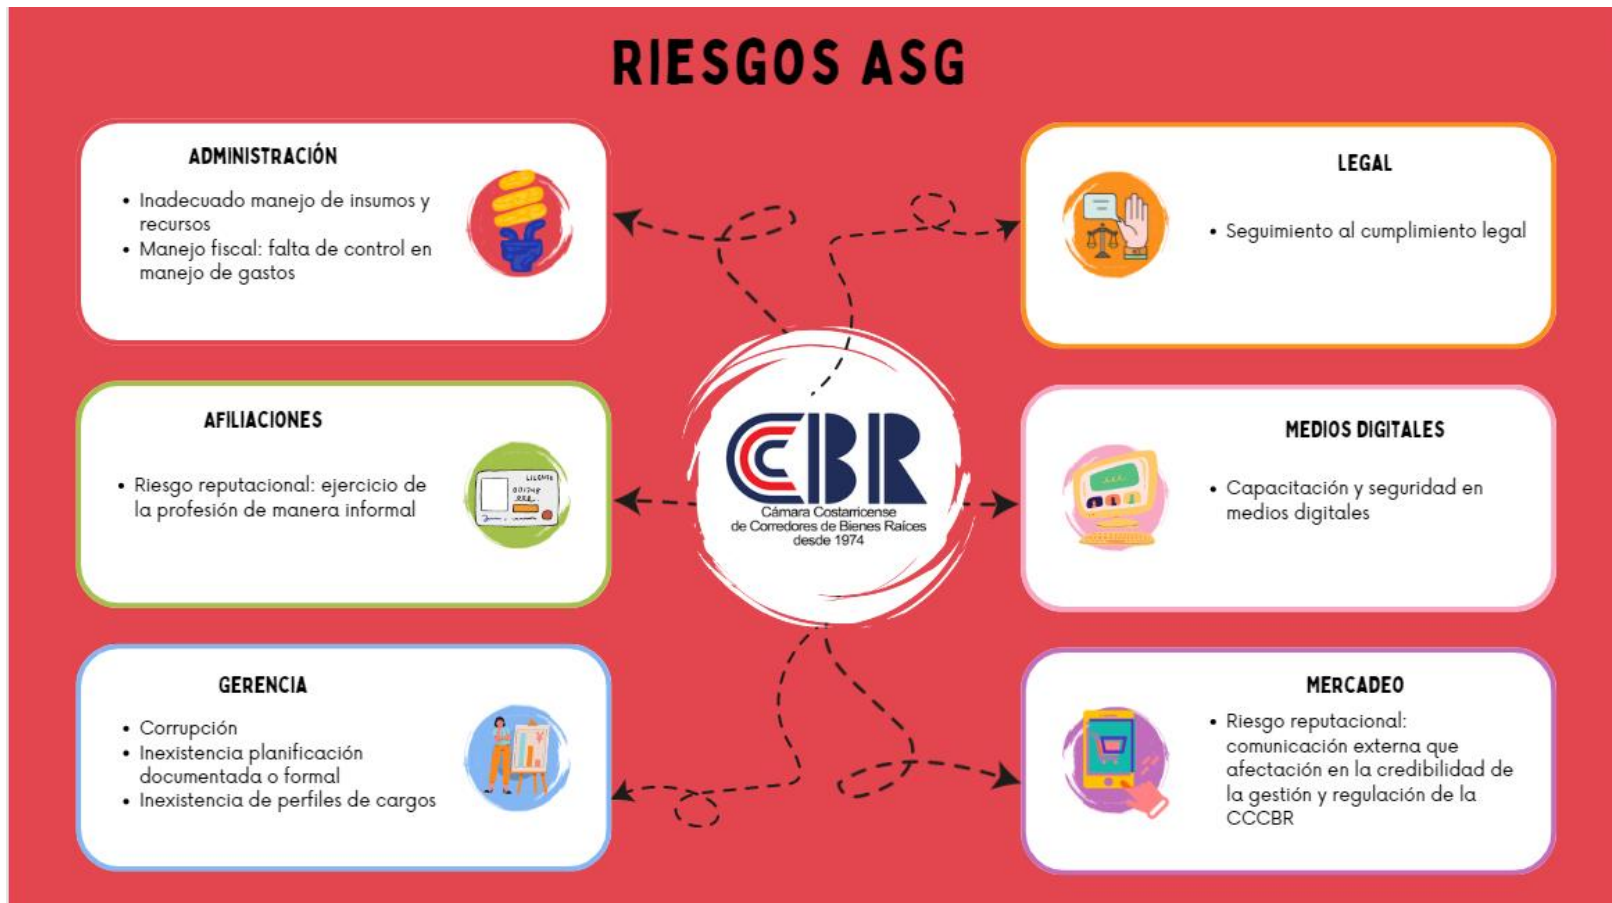 RIESGOS ASG
ADMINISTRACIÓN
• Inadecuado manejo de insumos y
recursos
• Manejo fiscal: falta de control en
manejo de gastos
AFILIACIONES
• Riesgo reputacional: ejercicio de
la profesión de manera informal
LICENSE
001748
GERENCIA
• Corrupción
• Inexistencia planificación
documentada o formal
• Inexistencia de perfiles de cargos
CCCBR
Cámara Costarricense
de Corredores de Bienes Raíces
desde 1974
LEGAL
• Seguimiento al cumplimiento legal
MEDIOS DIGITALES
• Capacitación y seguridad en
medios digitales
MERCADEO
• Riesgo reputacional:
comunicación externa que
afectación en la credibilidad de
la gestión y regulación de la
CCCBR